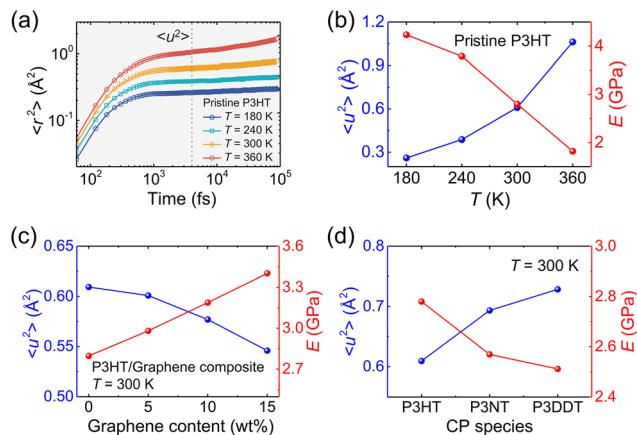 (a)
<u²>
<r²> (Å²)
10⁰
10⁻¹
Pristine P3HT
T = 180 K
T = 240 K
T = 300 K
T = 360 K
10² 10³ 10⁴ 10⁵
Time (fs)
(b)
Pristine P3HT
<u²> (Å²)
1.2
0.9
0.6
0.3
4
3
2
E (GPa)
180 240 300 360
T (K)
(c)
<u²> (Å²)
0.65
0.60
0.55
0.50
3.6
3.3
3.0
2.7
E (GPa)
P3HT/Graphene composite
T = 300 K
0 5 10 15
Graphene content (wt%)
(d)
T = 300 K
<u²> (Å²)
0.8
0.7
0.6
3.0
2.8
2.6
2.4
E (GPa)
P3HT P3NT P3DDT
CP species